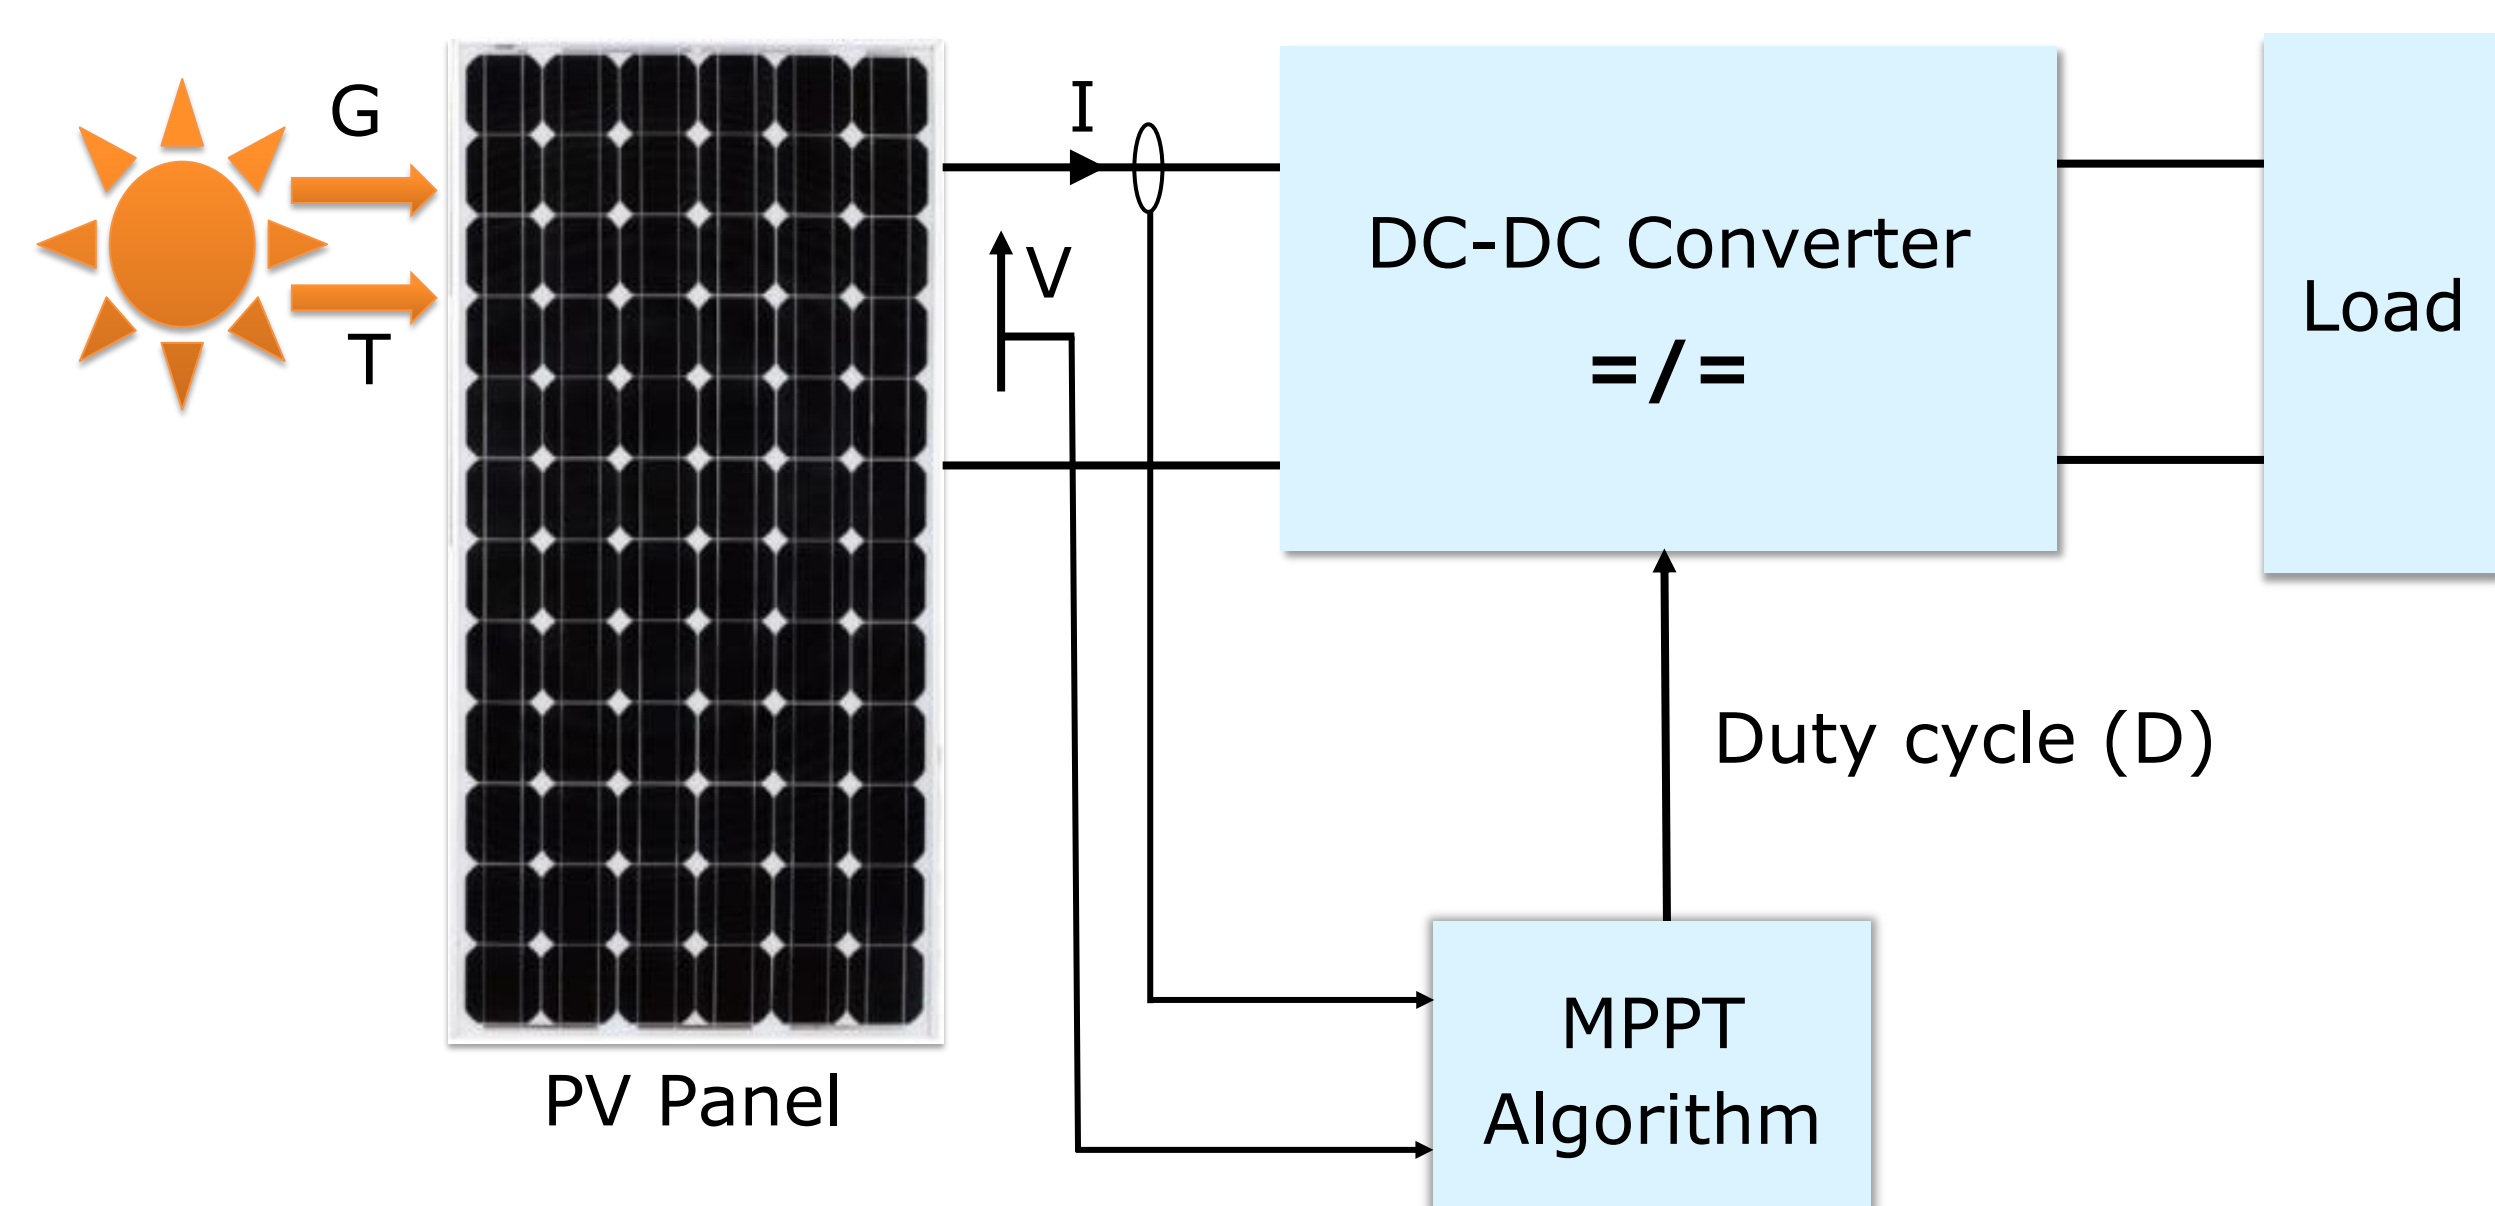 G
T
PV Panel
I
V
DC-DC Converter
=/=
Load
Duty cycle (D)
MPPT
Algorithm